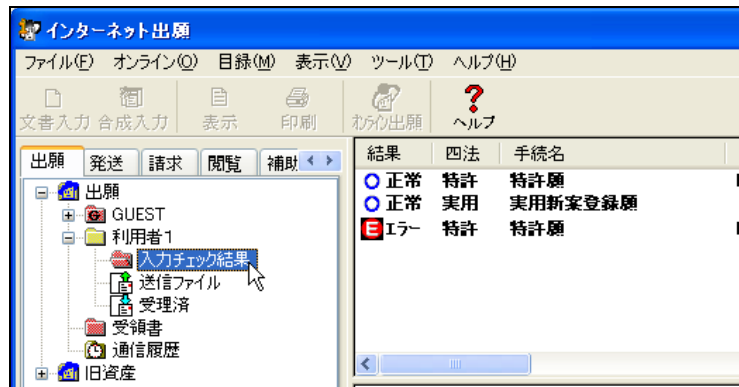 インターネット出願
ファイル(F) オンライン(O) 目録(M) 表示(V) ツール(T) ヘルプ(H)
文書入力 合成入力 表示 印刷 オンライン出願 ヘルプ
出願 発送 請求 閲覧 補助
結果 四法 手続名
正常 特許 特許願
正常 実用 実用新案登録願
E エラー 特許 特許願
出願
GUEST
利用者1
入力チェック結果
送信ファイル
受理済
受領書
通信履歴
旧資産